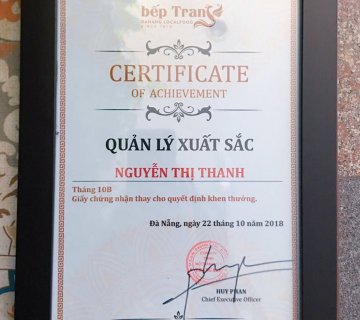 bếp Trang
DANANG LOCALFOOD
CERTIFICATE
OF ACHIEVEMENT
QUẢN LÝ XUẤT SẮC
NGUYỄN THỊ THANH
Tháng 10B
Giấy chứng nhận thay cho quyết định khen thưởng.
Đà Nẵng, ngày 22 tháng 10 năm 2018
HUY PHAN
Chief Executive Officer